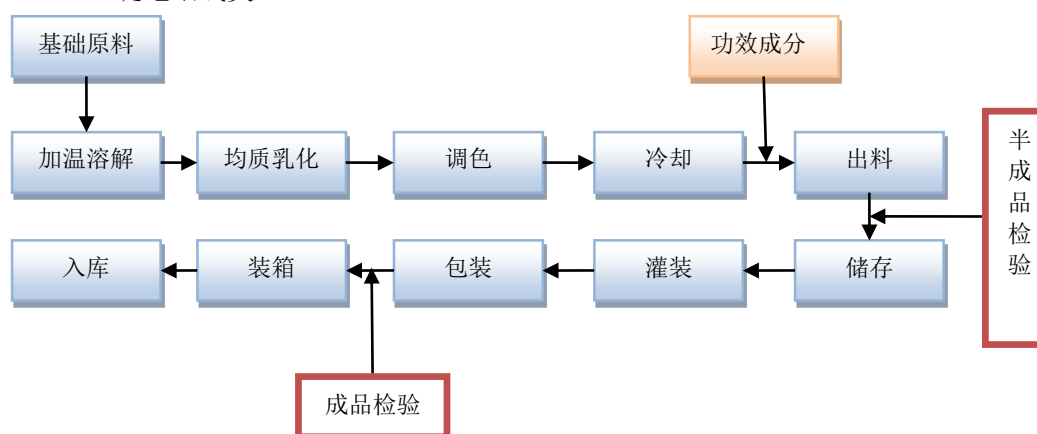 基础原料
功效成分
加温溶解
均质乳化
调色
冷却
出料
半
成
品
检
验
入库
装箱
包装
灌装
储存
成品检验